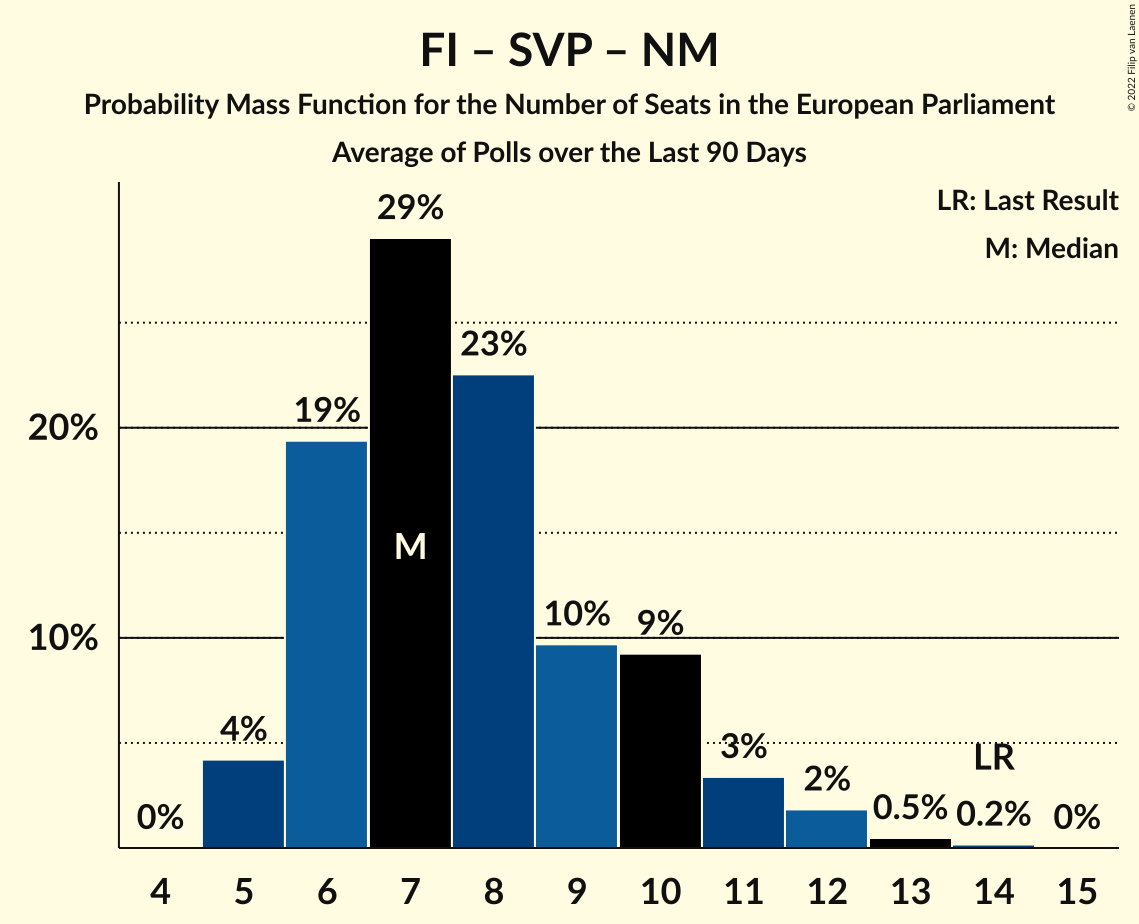 FI – SVP – NM
Probability Mass Function for the Number of Seats in the European Parliament
Average of Polls over the Last 90 Days
© 2022 Filip van Laenen
LR: Last Result
M: Median
29%
23%
19%
20%
M
10%
9%
10%
4%
3%
LR
2%
0%
0.5%
0.2%
0%
4 5 6 7 8 9 10 11 12 13 14 15